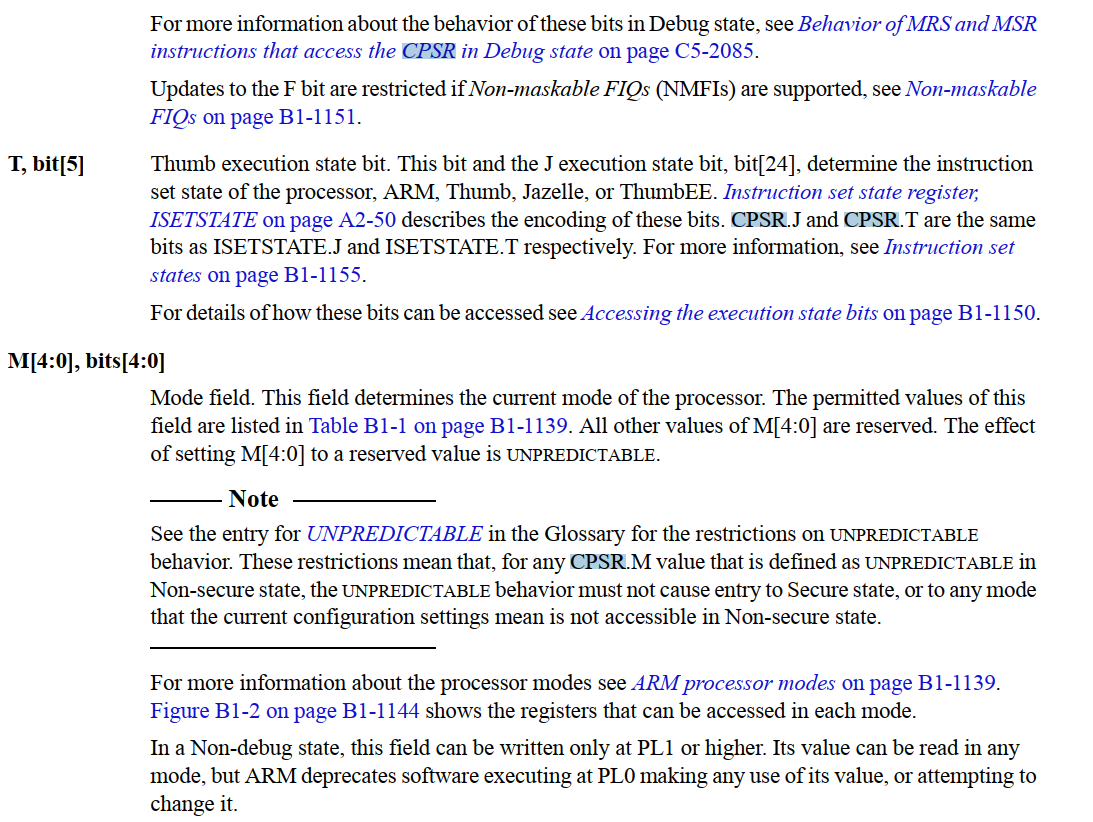 For more information about the behavior of these bits in Debug state, see Behavior of MRS and MSR
instructions that access the CPSR in Debug state on page C5-2085.
Updates to the F bit are restricted if Non-maskable FIQs (NMFIs) are supported, see Non-maskable
FIQs on page B1-1151.
T, bit[5] Thumb execution state bit. This bit and the J execution state bit, bit[24], determine the instruction
set state of the processor, ARM, Thumb, Jazelle, or ThumbEE. Instruction set state register,
ISETSTATE on page A2-50 describes the encoding of these bits. CPSR.J and CPSR.T are the same
bits as ISETSTATE.J and ISETSTATE.T respectively. For more information, see Instruction set
states on page B1-1155.
For details of how these bits can be accessed see Accessing the execution state bits on page B1-1150.
M[4:0], bits[4:0]
Mode field. This field determines the current mode of the processor. The permitted values of this
field are listed in Table B1-1 on page B1-1139. All other values of M[4:0] are reserved. The effect
of setting M[4:0] to a reserved value is UNPREDICTABLE.
Note
See the entry for UNPREDICTABLE in the Glossary for the restrictions on UNPREDICTABLE
behavior. These restrictions mean that, for any CPSR.M value that is defined as UNPREDICTABLE in
Non-secure state, the UNPREDICTABLE behavior must not cause entry to Secure state, or to any mode
that the current configuration settings mean is not accessible in Non-secure state.
For more information about the processor modes see ARM processor modes on page B1-1139.
Figure B1-2 on page B1-1144 shows the registers that can be accessed in each mode.
In a Non-debug state, this field can be written only at PL1 or higher. Its value can be read in any
mode, but ARM deprecates software executing at PL0 making any use of its value, or attempting to
change it.